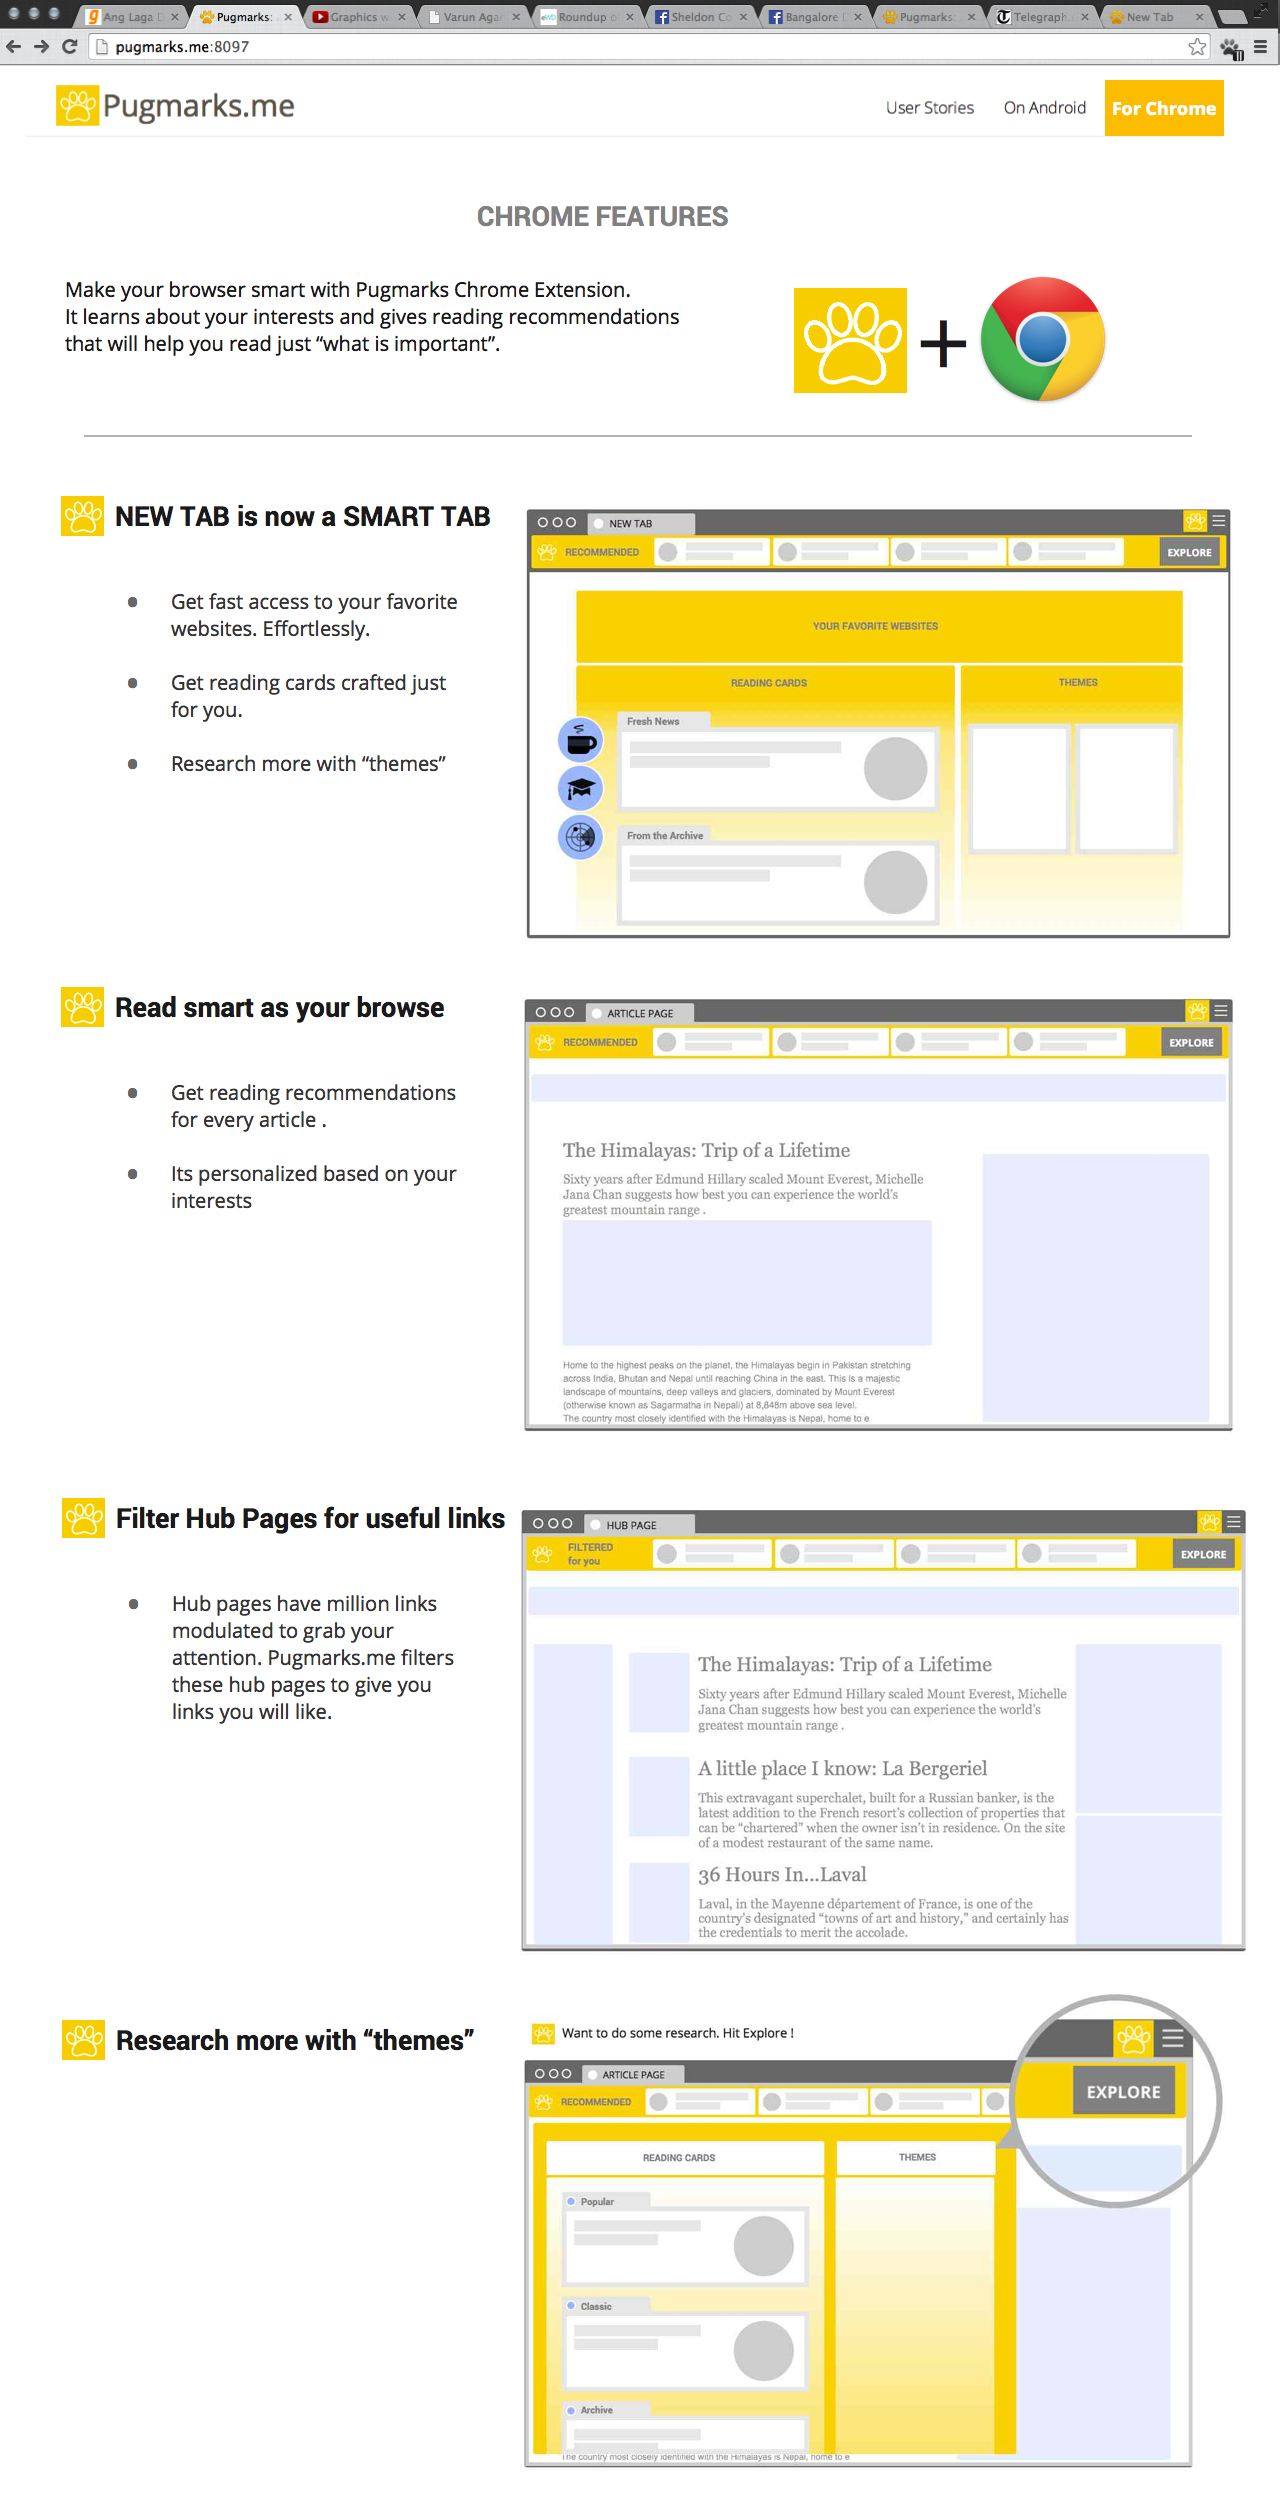 Ang Laga D
Pugmarks:
Graphics w
Varun Agar
Roundup o
Sheldon Co
Bangalore
Pugmarks:
Telegraph.
New Tab
pugmarks.me:8097
Pugmarks.me
User Stories
On Android
For Chrome
CHROME FEATURES
Make your browser smart with Pugmarks Chrome Extension.
It learns about your interests and gives reading recommendations
that will help you read just “what is important”.
NEW TAB is now a SMART TAB
Get fast access to your favorite
websites. Effortlessly.
Get reading cards crafted just
for you.
Research more with “themes”
NEW TAB
RECOMMENDED
EXPLORE
YOUR FAVORITE WEBSITES
READING CARDS
THEMES
Fresh News
From the Archive
Read smart as your browse
Get reading recommendations
for every article .
Its personalized based on your
interests
ARTICLE PAGE
RECOMMENDED
EXPLORE
The Himalayas: Trip of a Lifetime
Sixty years after Edmund Hillary scaled Mount Everest, Michelle
Jana Chan suggests how best you can experience the world’s
greatest mountain range .
Home to the highest peaks on the planet, the Himalayas begin in Pakistan stretching
across India, Bhutan and Nepal until reaching China in the east. This is a majestic
landscape of mountains, deep valleys and glaciers, dominated by Mount Everest
(otherwise known as Sagarmatha in Nepali) at 8,848m above sea level.
The country most closely identified with the Himalayas is Nepal, home to e
Filter Hub Pages for useful links
Hub pages have million links
modulated to grab your
attention. Pugmarks.me filters
these hub pages to give you
links you will like.
HUB PAGE
FILTERED
for you
EXPLORE
The Himalayas: Trip of a Lifetime
Sixty years after Edmund Hillary scaled Mount Everest, Michelle
Jana Chan suggests how best you can experience the world’s
greatest mountain range .
A little place I know: La Bergeriel
This extravagant superchalet, built for a Russian banker, is the
latest addition to the French resort’s collection of properties that
can be “chartered” when the owner isn’t in residence. On the site
of a modest restaurant of the same name.
36 Hours In...Laval
Laval, in the Mayenne département of France, is one of the
country’s designated “towns of art and history,” and certainly has
the credentials to merit the accolade.
Research more with “themes”
Want to do some research. Hit Explore !
ARTICLE PAGE
RECOMMENDED
EXPLORE
READING CARDS
THEMES
Popular
Classic
Archive
The country most closely identified with the Himalayas is Nepal, home to e